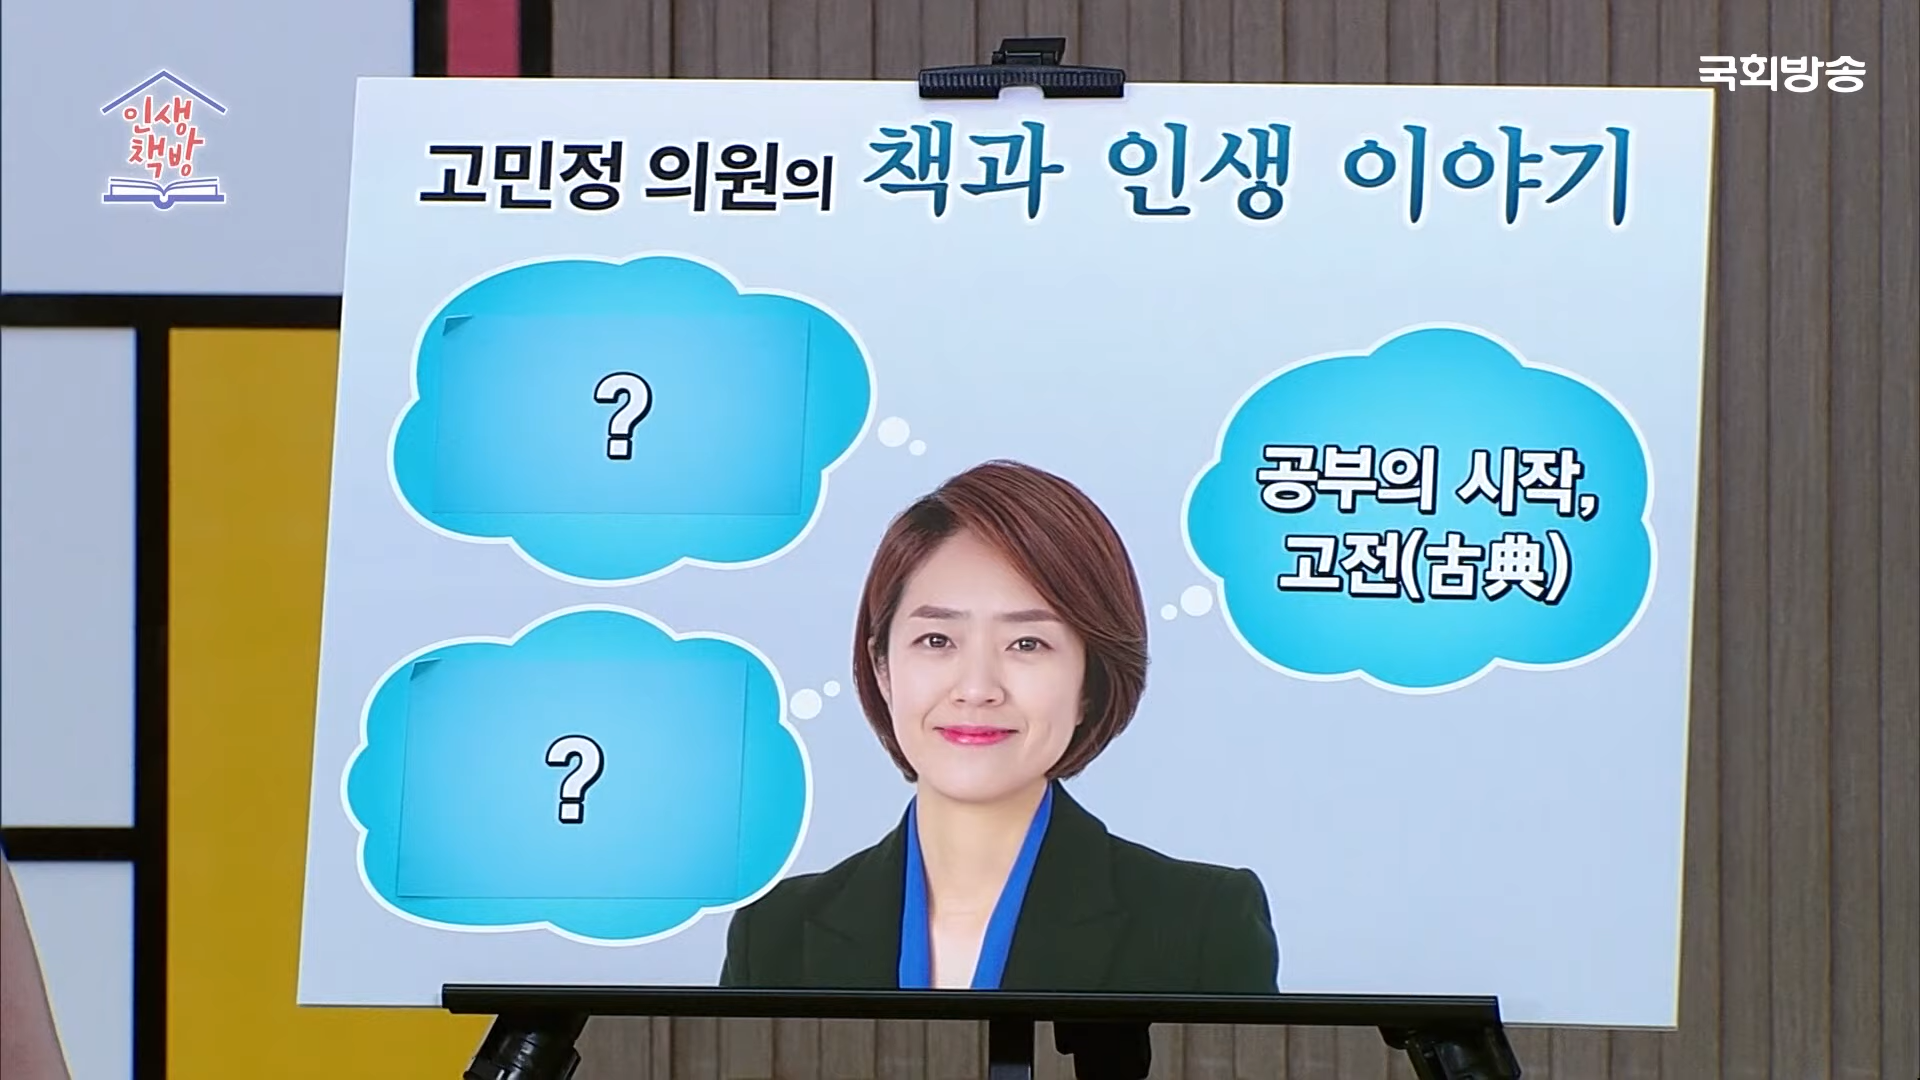 인생
책방
국회방송
고민정 의원의 책과 인생 이야기
?
공부의 시작,
고전(古典)
?